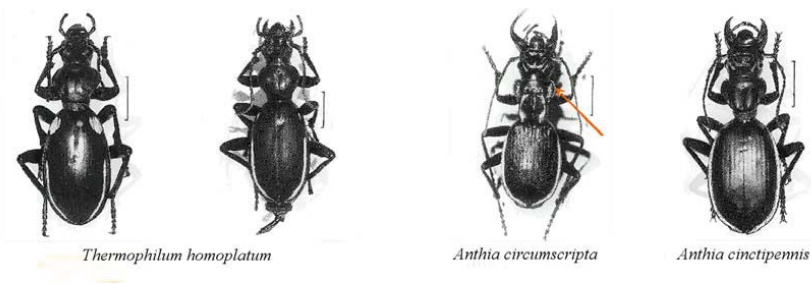 Thermophilum homoplatum
Anthia circumscripta
Anthia cinctipennis